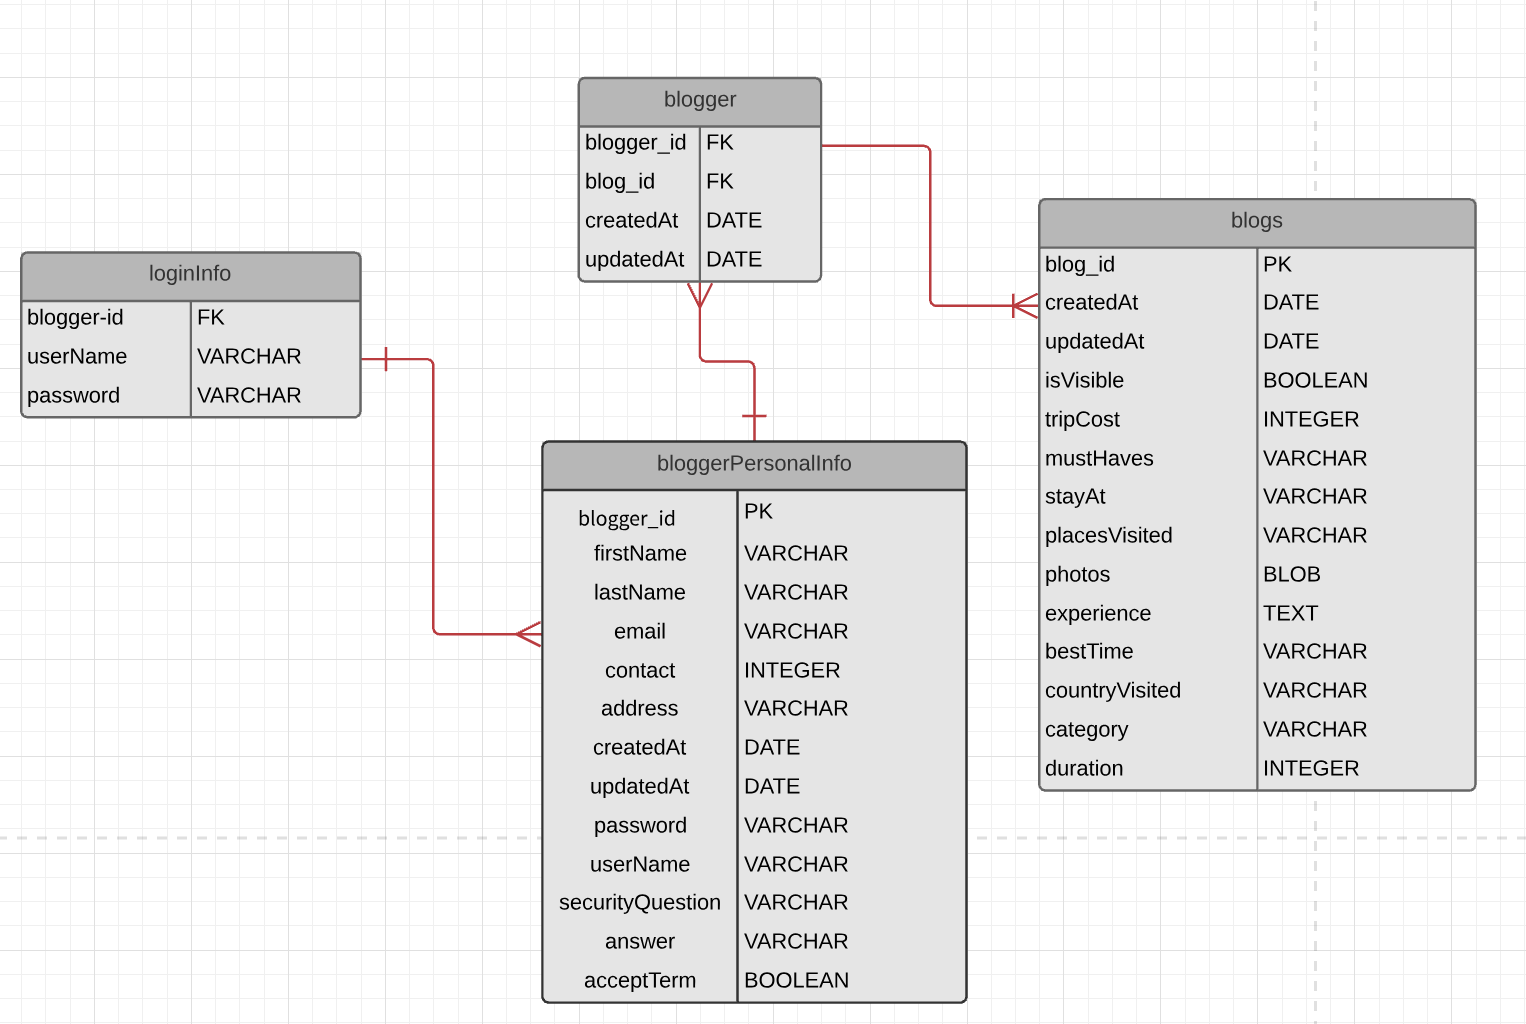 blogger
blogger_id FK
blog_id FK
createdAt DATE
updatedAt DATE
blogs
blog_id PK
createdAt DATE
updatedAt DATE
isVisible BOOLEAN
tripCost INTEGER
mustHaves VARCHAR
stayAt VARCHAR
placesVisited VARCHAR
photos BLOB
experience TEXT
bestTime VARCHAR
countryVisited VARCHAR
category VARCHAR
duration INTEGER
loginInfo
blogger-id FK
userName VARCHAR
password VARCHAR
bloggerPersonalInfo
blogger_id PK
firstName VARCHAR
lastName VARCHAR
email VARCHAR
contact INTEGER
address VARCHAR
createdAt DATE
updatedAt DATE
password VARCHAR
userName VARCHAR
securityQuestion VARCHAR
answer VARCHAR
acceptTerm BOOLEAN